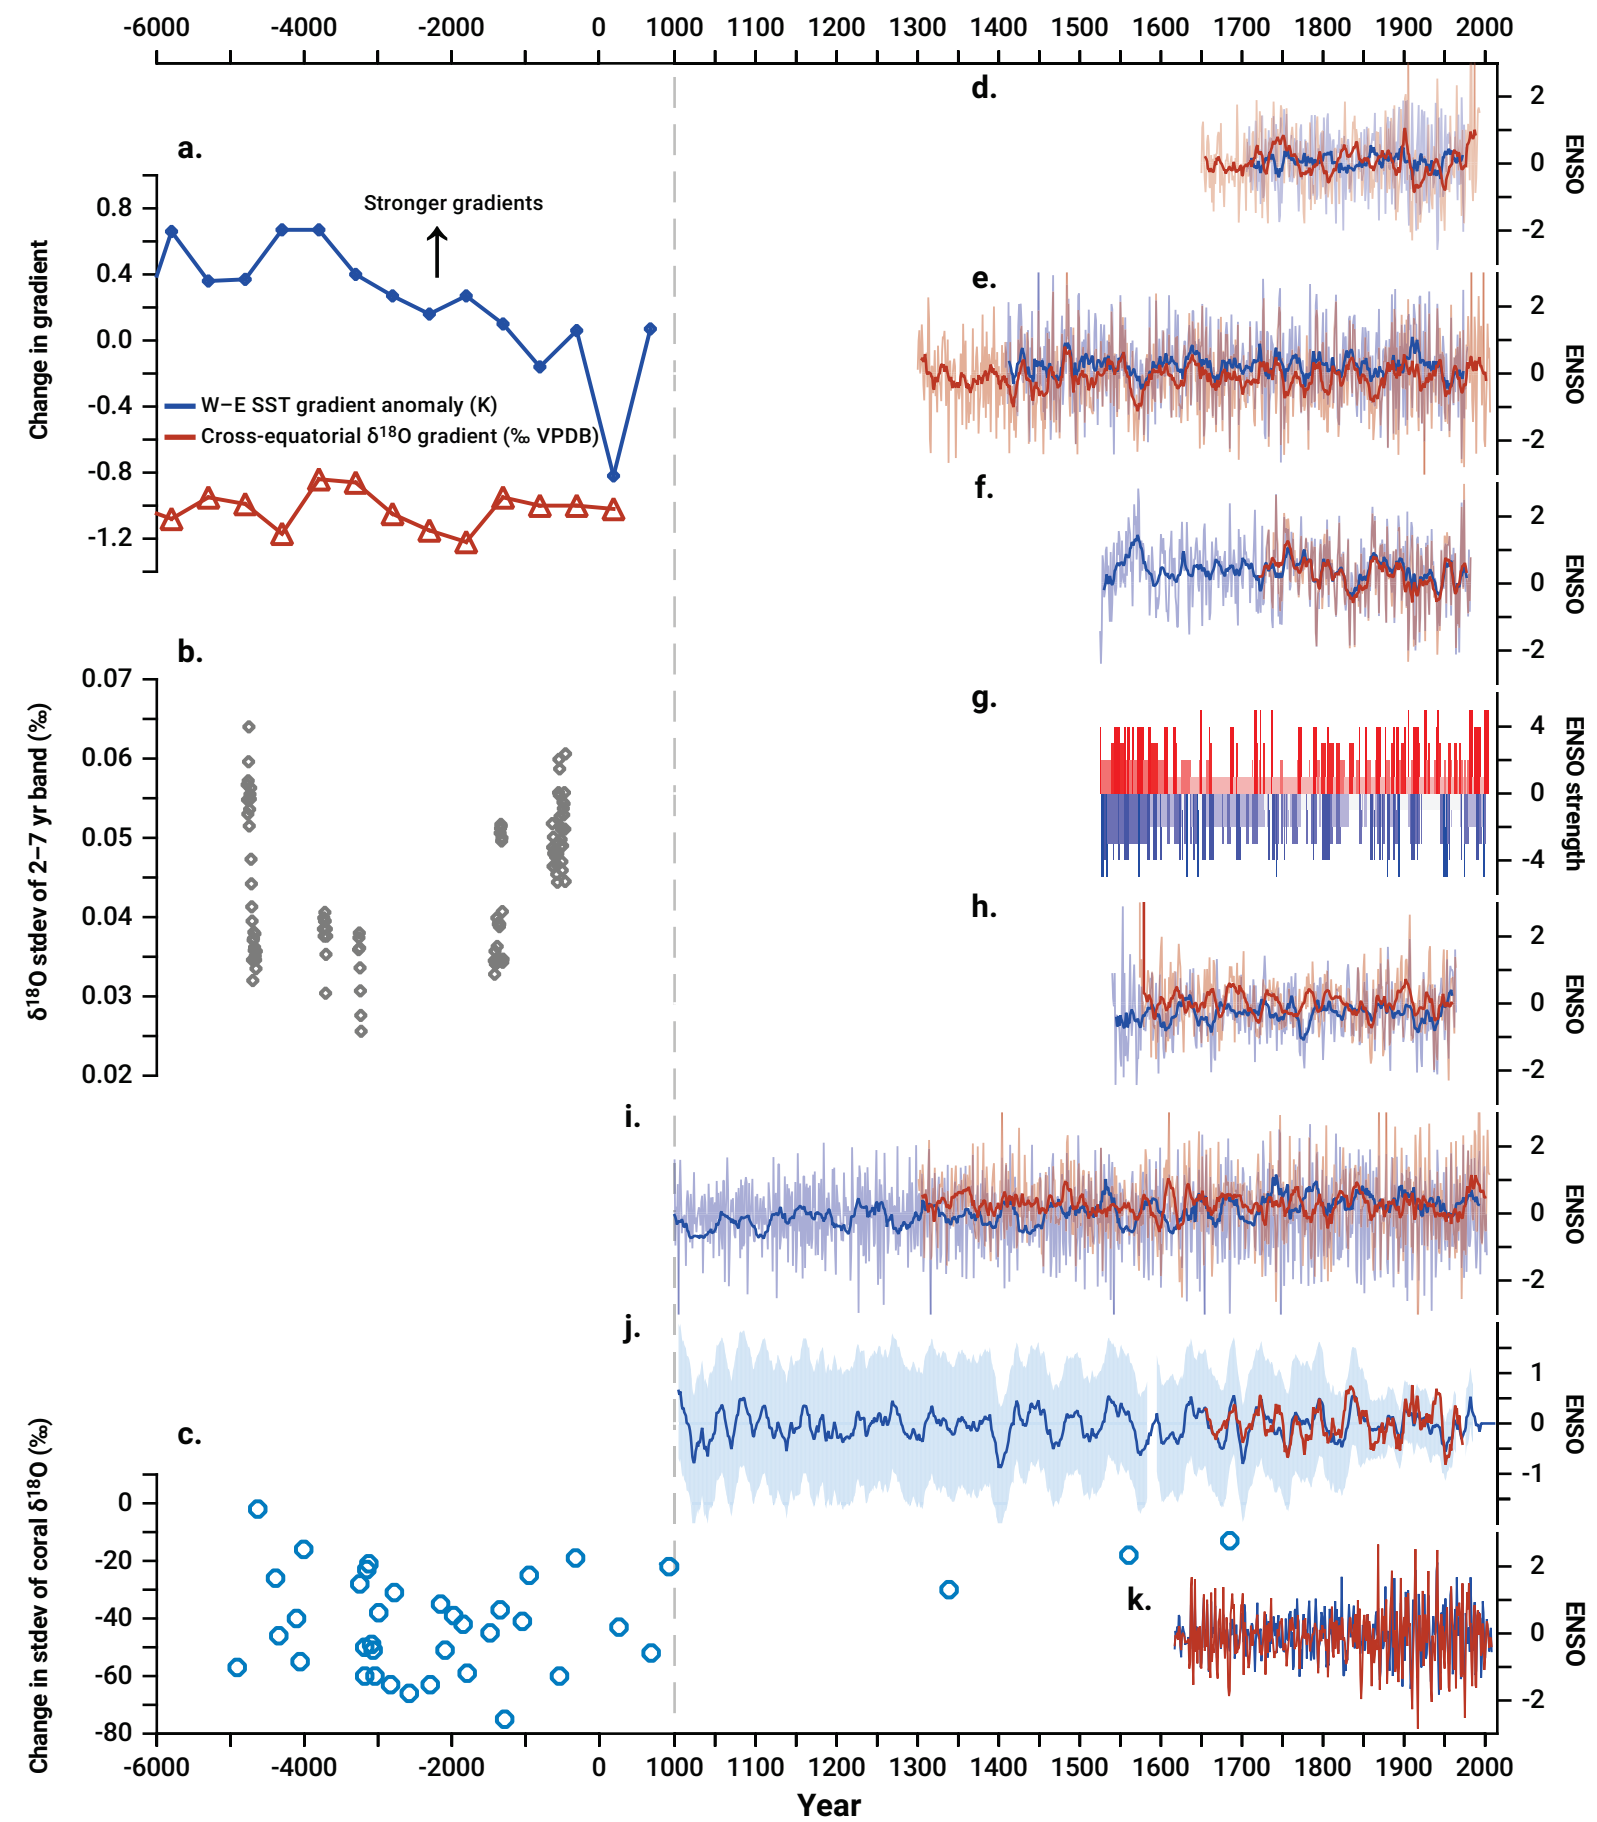 -6000 -4000 -2000 0 1000 1100 1200 1300 1400 1500 1600 1700 1800 1900 2000
a.
Stronger gradients
0.8
0.4
0.0
-0.4
-0.8
-1.2
Change in gradient
W–E SST gradient anomaly (K)
Cross-equatorial δ¹⁸O gradient (‰ VPDB)
b.
0.07
0.06
0.05
0.04
0.03
0.02
δ¹⁸O stdev of 2–7 yr band (‰)
c.
0
-20
-40
-60
-80
Change in stdev of coral δ¹⁸O (‰)
d.
2
0
-2
ENSO
e.
2
0
-2
ENSO
f.
2
0
-2
ENSO
g.
4
0
-4
ENSO strength
h.
2
0
-2
ENSO
i.
2
0
-2
ENSO
j.
1
0
-1
ENSO
k.
2
0
-2
ENSO
-6000 -4000 -2000 0 1000 1100 1200 1300 1400 1500 1600 1700 1800 1900 2000
Year